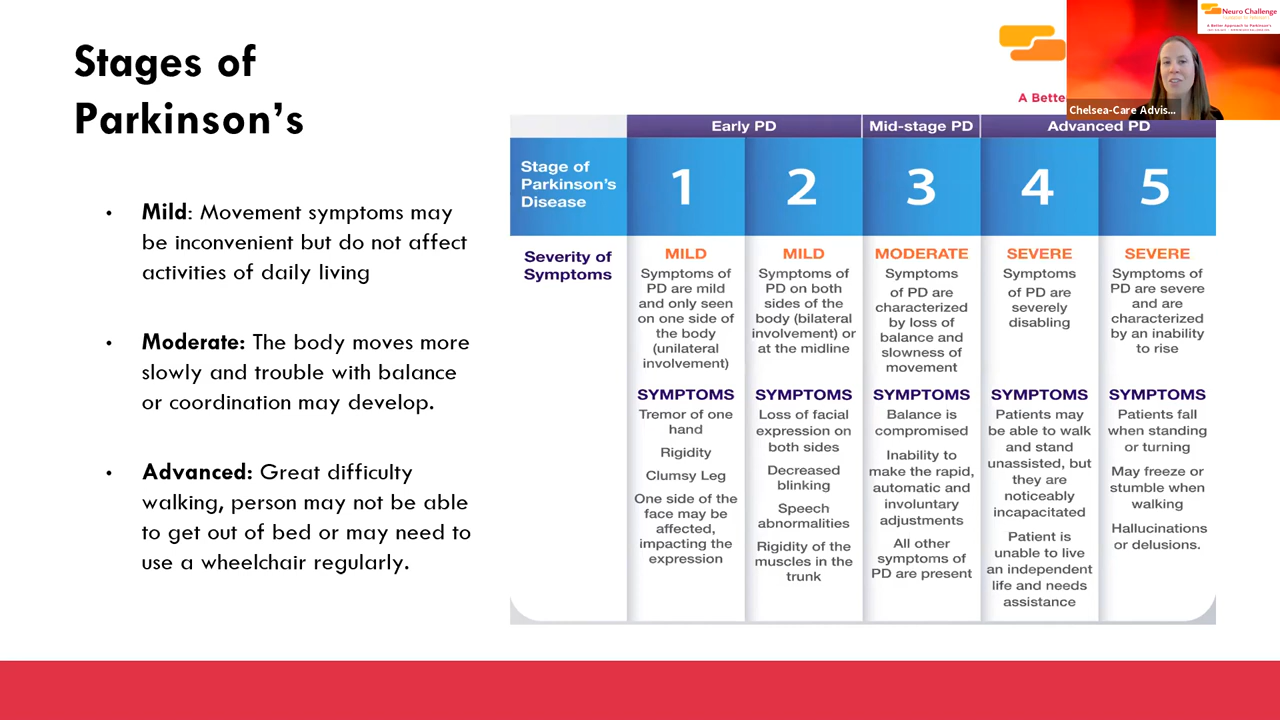 Stages of
Parkinson's
• Mild: Movement symptoms may
be inconvenient but do not affect
activities of daily living
• Moderate: The body moves more
slowly and trouble with balance
or coordination may develop.
• Advanced: Great difficulty
walking, person may not be able
to get out of bed or may need to
use a wheelchair regularly.
A Bette
Neuro Challenge
A Better Approach to Parkinson's
Chelsea-Care Advis...
Early PD
Mid-stage PD
Advanced PD
Stage of
Parkinson's
Disease
1
2
3
4
5
Severity of
Symptoms
MILD
Symptoms of
PD are mild
and only seen
on one side of
the body
(unilateral
involvement)
SYMPTOMS
Tremor of one
hand
Rigidity
Clumsy Leg
One side of the
face may be
affected,
impacting the
expression
MILD
Symptoms of
PD on both
sides of the
body (bilateral
involvement) or
at the midline
SYMPTOMS
Loss of facial
expression on
both sides
Decreased
blinking
Speech
abnormalities
Rigidity of the
muscles in the
trunk
MODERATE
Symptoms
of PD are
characterized
by loss of
balance and
slowness of
movement
SYMPTOMS
Balance is
compromised
Inability to
make the rapid,
automatic and
involuntary
adjustments
All other
symptoms of
PD are present
SEVERE
Symptoms
of PD are
severely
disabling
SYMPTOMS
Patients may
be able to walk
and stand
unassisted, but
they are
noticeably
incapacitated
Patient is
unable to live
an independent
life and needs
assistance
SEVERE
Symptoms of
PD are severe
and are
characterized
by an inability
to rise
SYMPTOMS
Patients fall
when standing
or turning
May freeze or
stumble when
walking
Hallucinations
or delusions.